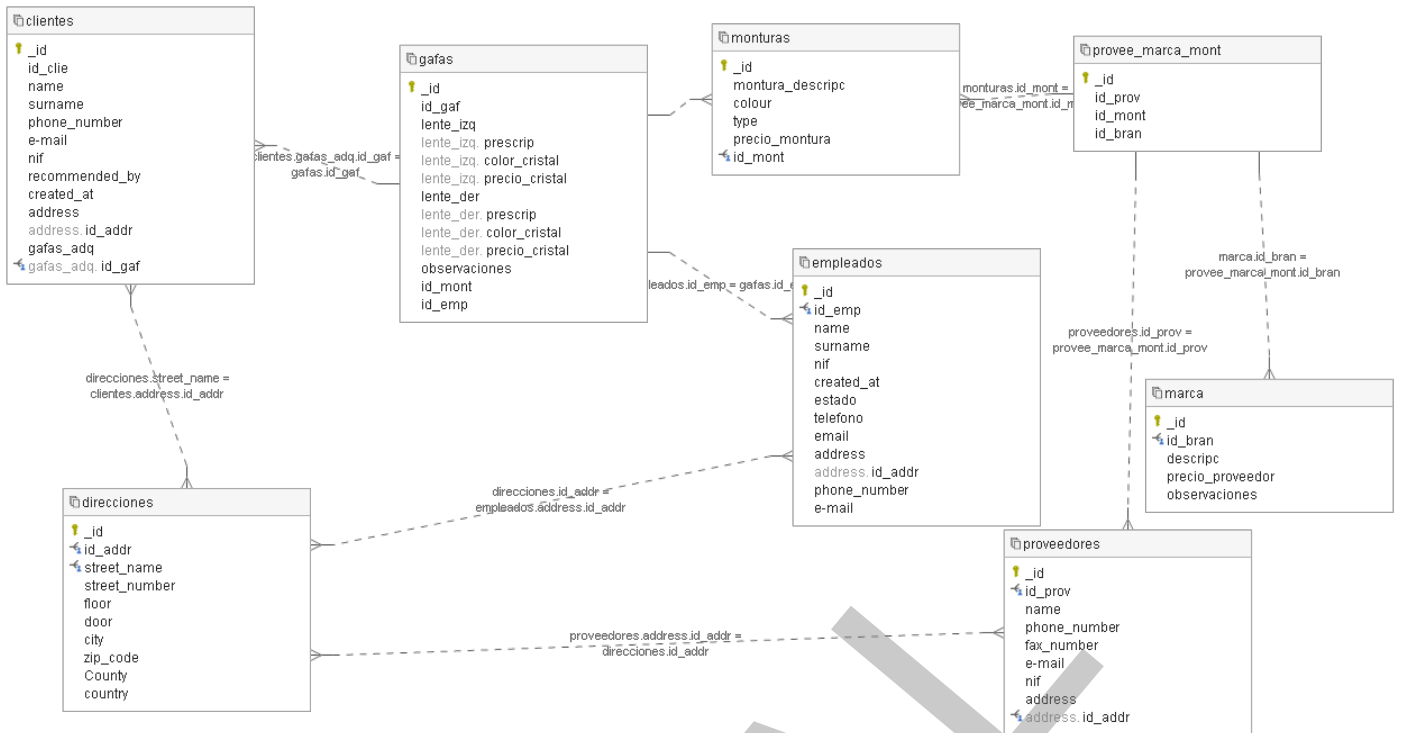 clientes
_id
id_clie
name
surname
phone_number
e-mail
nif
recommended_by
created_at
address
address. id_addr
gafas_adq
gafas_adq. id_gaf
clientes.gafas_adq.id_gaf =
gafas.id_gaf
gafas
_id
id_gaf
lente_izq
lente_izq. prescrip
lente_izq. color_cristal
lente_izq. precio_cristal
lente_der
lente_der. prescrip
lente_der. color_cristal
lente_der. precio_cristal
observaciones
id_mont
id_emp
monturas
_id
montura_descripc
colour
type
precio_montura
id_mont
monturas.id_mont =
vee_marca_mont.id_m
provee_marca_mont
_id
id_prov
id_mont
id_bran
leados.id_emp = gafas.id_e
empleados
_id
id_emp
name
surname
nif
created_at
estado
telefono
email
address
address. id_addr
phone_number
e-mail
marca.id_bran =
provee_marca_mont.id_bran
proveedores.id_prov =
provee_marca_mont.id_prov
marca
_id
id_bran
descripc
precio_proveedor
observaciones
direcciones.street_name =
clientes.address.id_addr
direcciones
_id
id_addr
street_name
street_number
floor
door
city
zip_code
County
country
direcciones.id_addr =
empleados.address.id_addr
proveedores.address.id_addr =
direcciones.id_addr
proveedores
_id
id_prov
name
phone_number
fax_number
e-mail
nif
address
address. id_addr